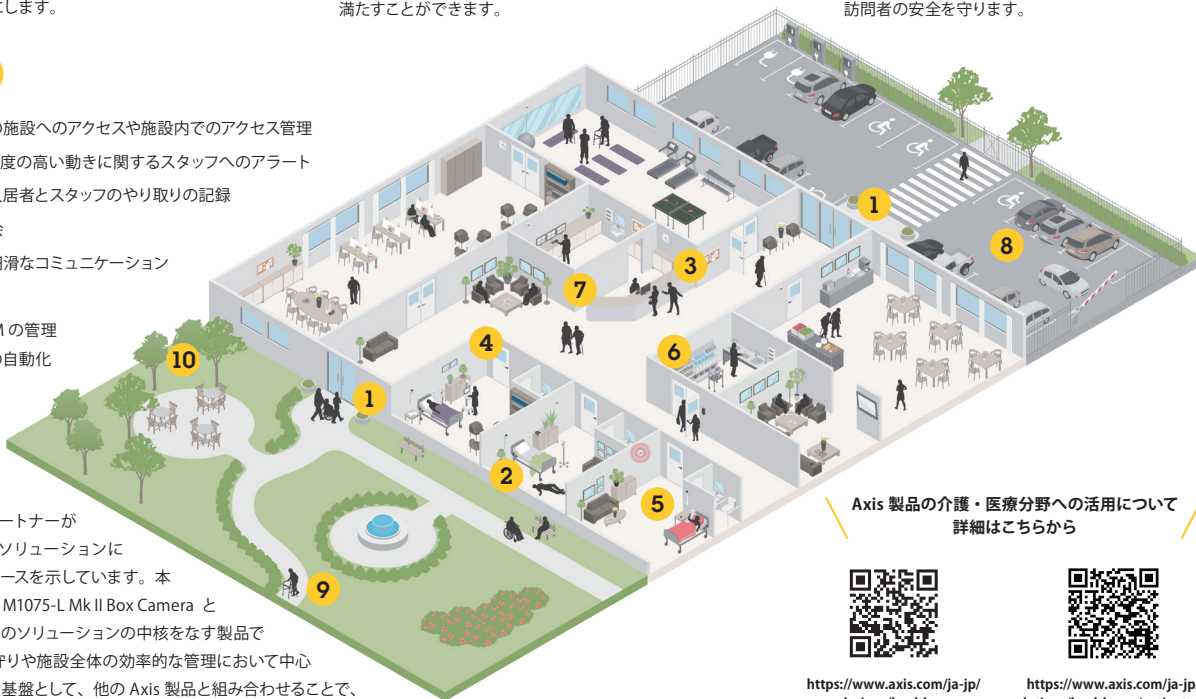 にします。
満たすことができます。
訪問者の安全を守ります。
の施設へのアクセスや施設内でのアクセス管理
度の高い動きに関するスタッフへのアラート
居者とスタッフのやり取りの記録
円滑なコミュニケーション
の管理
の自動化
1
8
3
7
4
6
10
1
2
5
9
ートナーが
ソリューションに
ースを示しています。本
M1075-L Mk II Box Camera と
のソリューションの中核をなす製品で
守りや施設全体の効率的な管理において中心
基盤として、他の Axis 製品と組み合わせることで、
Axis 製品の介護・医療分野への活用について
詳細はこちらから
https://www.axis.com/ja-jp/
https://www.axis.com/ja-jp/